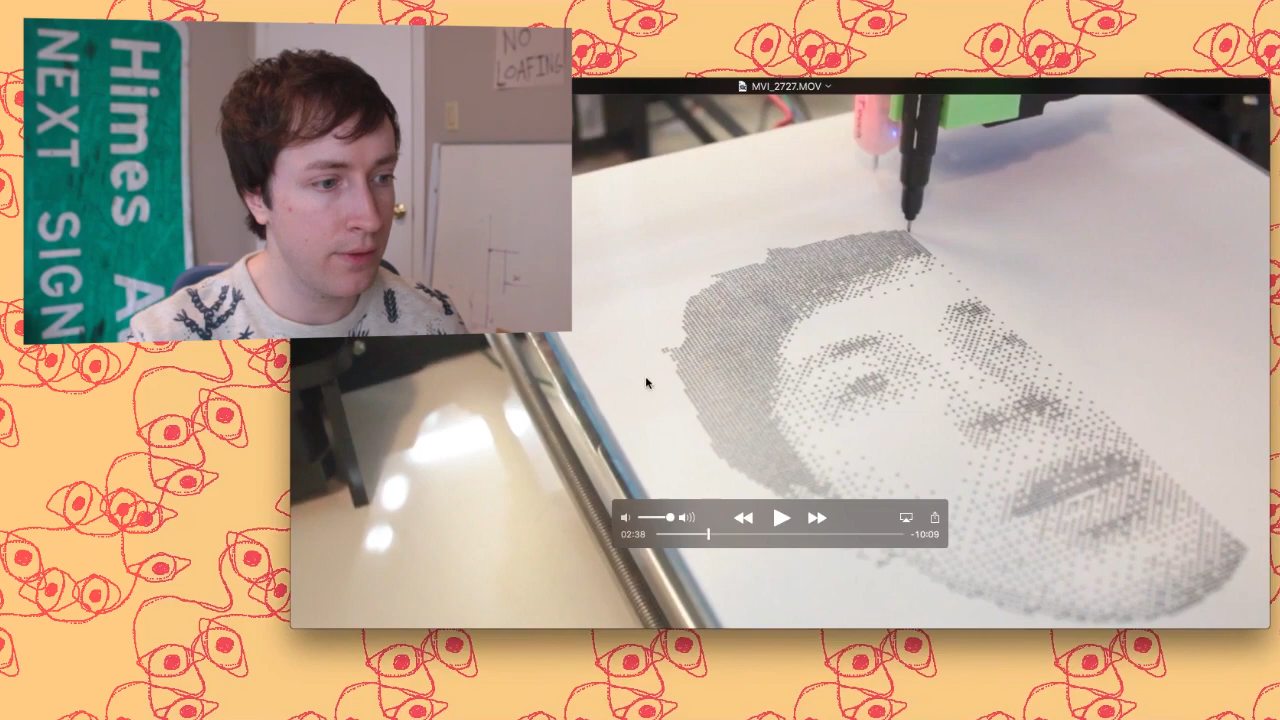 Himes A
NEXT SIGN
NO
LOAFING
MVI_2727.MOV
02:38
-10:09